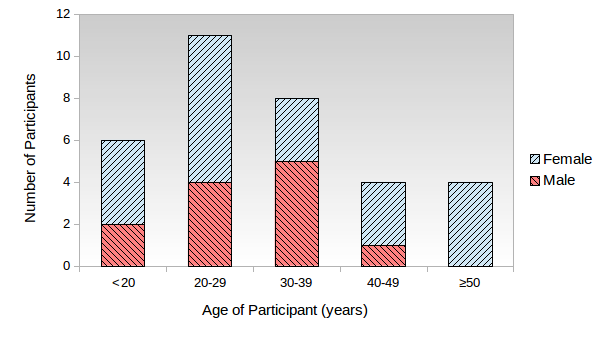 12
10
8
6
4
2
0
Number of Participants
<20 20-29 30-39 40-49 ≥50
Age of Participant (years)
Female
Male